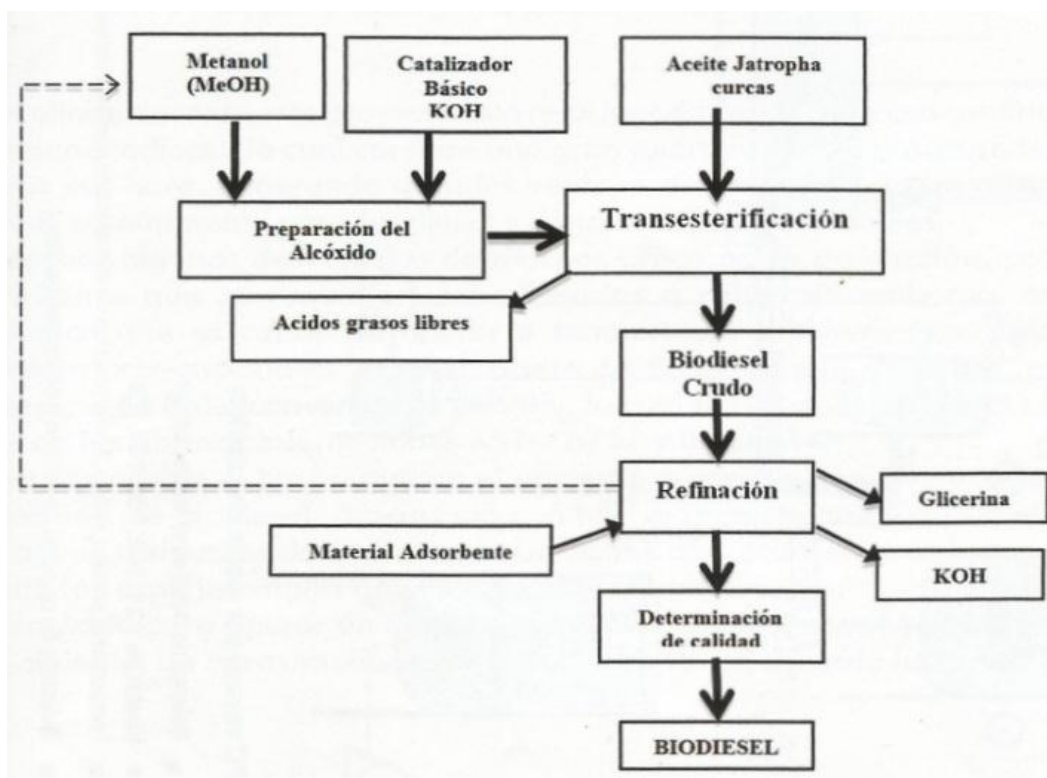 Metanol
(MeOH)
Catalizador
Básico
KOH
Aceite Jatropha
curcas
Preparación del
Alcóxido
Transesterificación
Acidos grasos libres
Biodiesel
Crudo
Refinación
Glicerina
Material Adsorbente
KOH
Determinación
de calidad
BIODIESEL